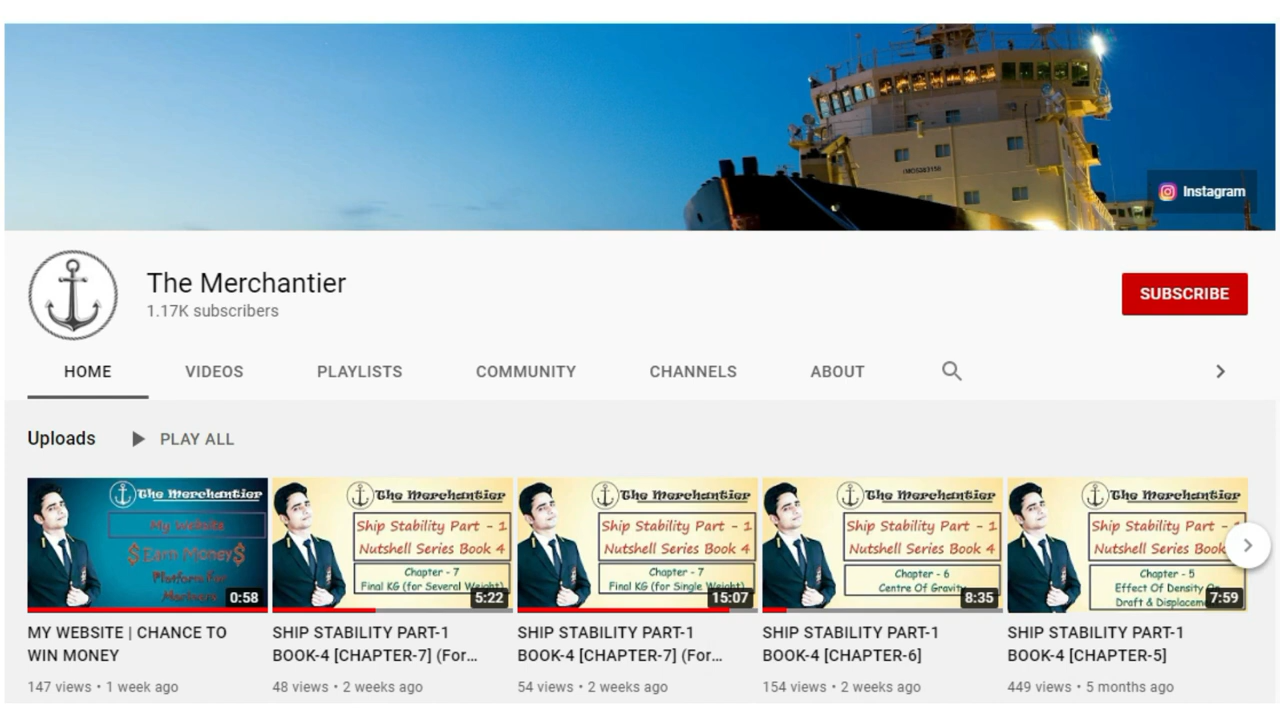 Instagram
The Merchantier
1.17K subscribers
SUBSCRIBE
HOME VIDEOS PLAYLISTS COMMUNITY CHANNELS ABOUT
Uploads PLAY ALL
The Merchantier
My Website
$ Earn Money $
Platform For
Mariners
0:58
MY WEBSITE | CHANCE TO
WIN MONEY
147 views • 1 week ago
The Merchantier
Ship Stability Part - 1
Nutshell Series Book 4
Chapter - 7
Final KG (for Several Weight)
5:22
SHIP STABILITY PART-1
BOOK-4 [CHAPTER-7] (For...
48 views • 2 weeks ago
The Merchantier
Ship Stability Part - 1
Nutshell Series Book 4
Chapter - 7
Final KG (for Single Weight)
15:07
SHIP STABILITY PART-1
BOOK-4 [CHAPTER-7] (For...
54 views • 2 weeks ago
The Merchantier
Ship Stability Part - 1
Nutshell Series Book 4
Chapter - 6
Centre Of Gravity
8:35
SHIP STABILITY PART-1
BOOK-4 [CHAPTER-6]
154 views • 2 weeks ago
The Merchantier
Ship Stability Part - 1
Nutshell Series Book
Chapter - 5
Effect Of Density On
Draft & Displacem
7:59
SHIP STABILITY PART-1
BOOK-4 [CHAPTER-5]
449 views • 5 months ago